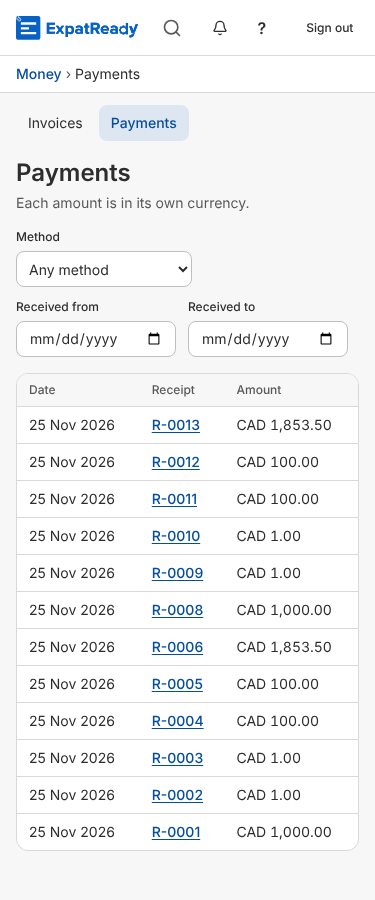 ExpatReady ? Sign out
Money › Payments
Invoices Payments
Payments
Each amount is in its own currency.
Method
Any method
Received from Received to
mm/dd/yyyy mm/dd/yyyy
Date Receipt Amount
25 Nov 2026 R-0013 CAD 1,853.50
25 Nov 2026 R-0012 CAD 100.00
25 Nov 2026 R-0011 CAD 100.00
25 Nov 2026 R-0010 CAD 1.00
25 Nov 2026 R-0009 CAD 1.00
25 Nov 2026 R-0008 CAD 1,000.00
25 Nov 2026 R-0006 CAD 1,853.50
25 Nov 2026 R-0005 CAD 100.00
25 Nov 2026 R-0004 CAD 100.00
25 Nov 2026 R-0003 CAD 1.00
25 Nov 2026 R-0002 CAD 1.00
25 Nov 2026 R-0001 CAD 1,000.00